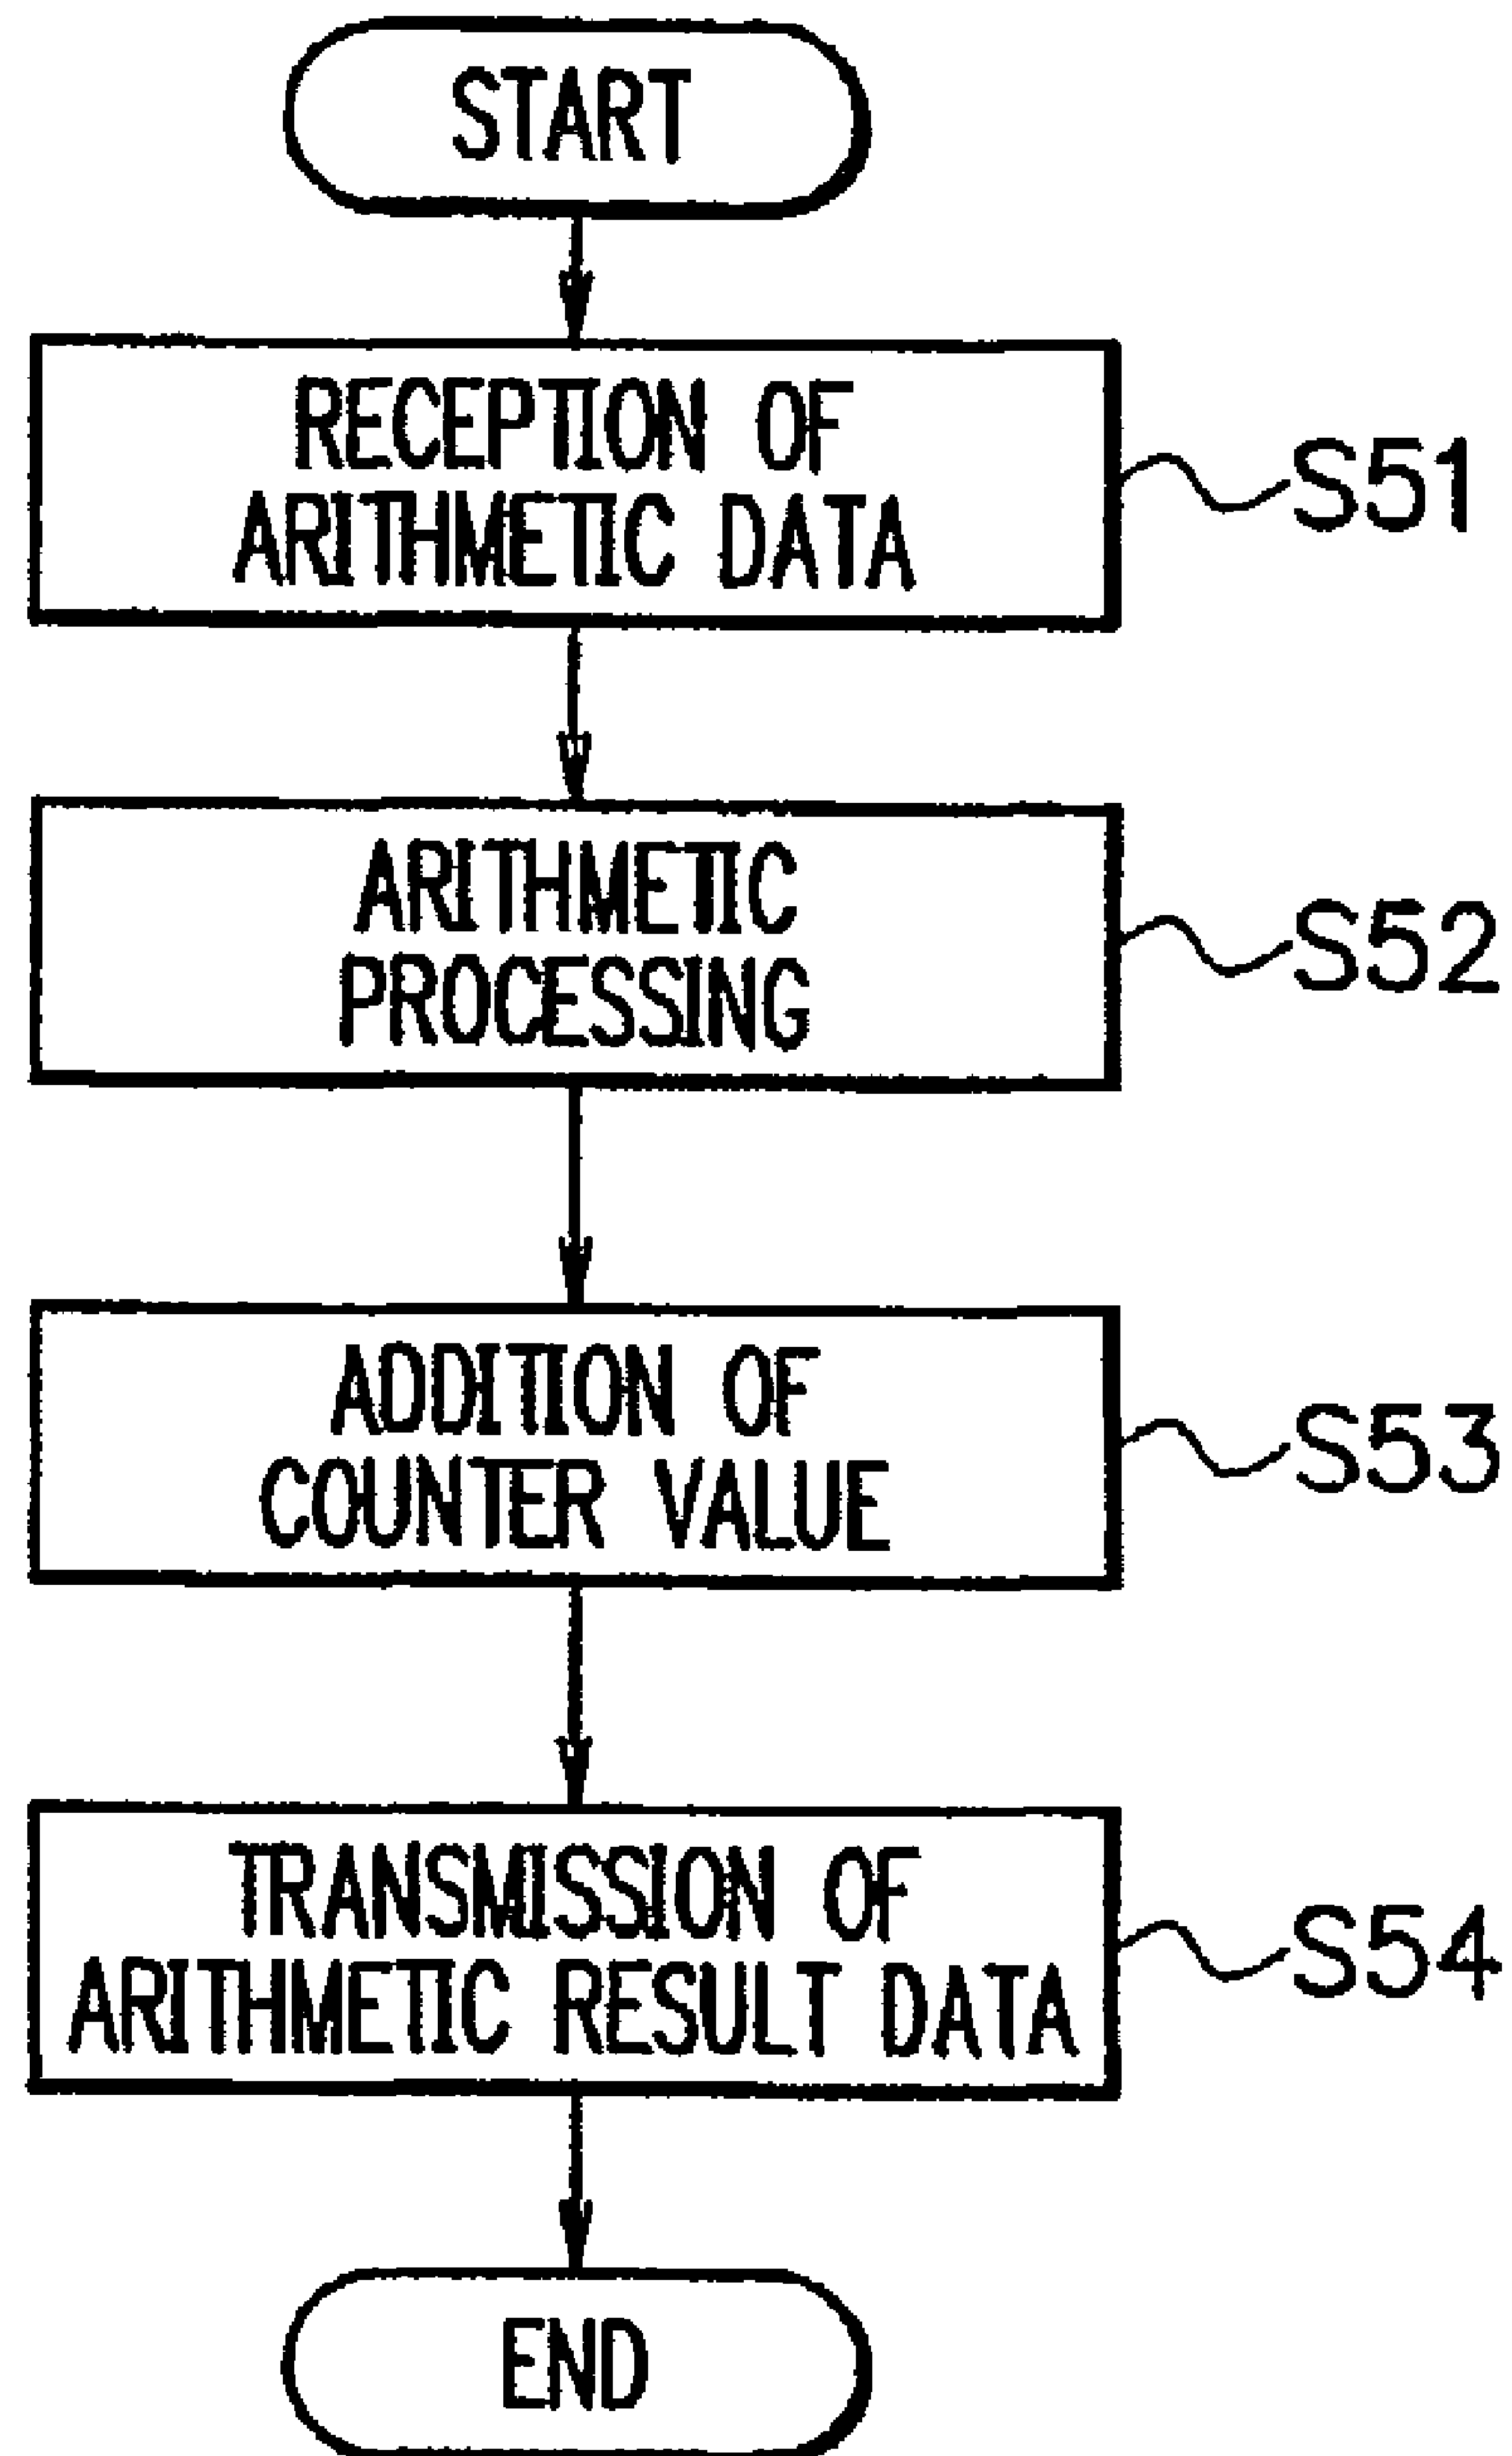 START
RECEPTION OF
ARITHMETIC DATA
S51
ARITHMETIC
PROCESSING
S52
ADDITION OF
COUNTER VALUE
S53
TRANSMISSION OF
ARITHMETIC RESULT DATA
S54
END